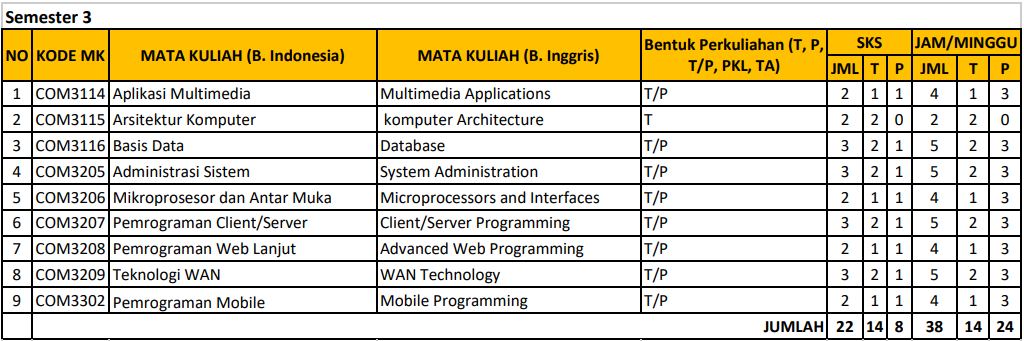 Semester 3
NO KODE MK MATA KULIAH (B. Indonesia) MATA KULIAH (B. Inggris) Bentuk Perkuliahan (T, P, T/P, PKL, TA) SKS JAM/MINGGU
JML T P JML T P
1 COM3114 Aplikasi Multimedia Multimedia Applications T/P 2 1 1 4 1 3
2 COM3115 Arsitektur Komputer komputer Architecture T 2 2 0 2 2 0
3 COM3116 Basis Data Database T/P 3 2 1 5 2 3
4 COM3205 Administrasi Sistem System Administration T/P 3 2 1 5 2 3
5 COM3206 Mikroprosesor dan Antar Muka Microprocessors and Interfaces T/P 2 1 1 4 1 3
6 COM3207 Pemrograman Client/Server Client/Server Programming T/P 3 2 1 5 2 3
7 COM3208 Pemrograman Web Lanjut Advanced Web Programming T/P 2 1 1 4 1 3
8 COM3209 Teknologi WAN WAN Technology T/P 3 2 1 5 2 3
9 COM3302 Pemrograman Mobile Mobile Programming T/P 2 1 1 4 1 3
JUMLAH 22 14 8 38 14 24